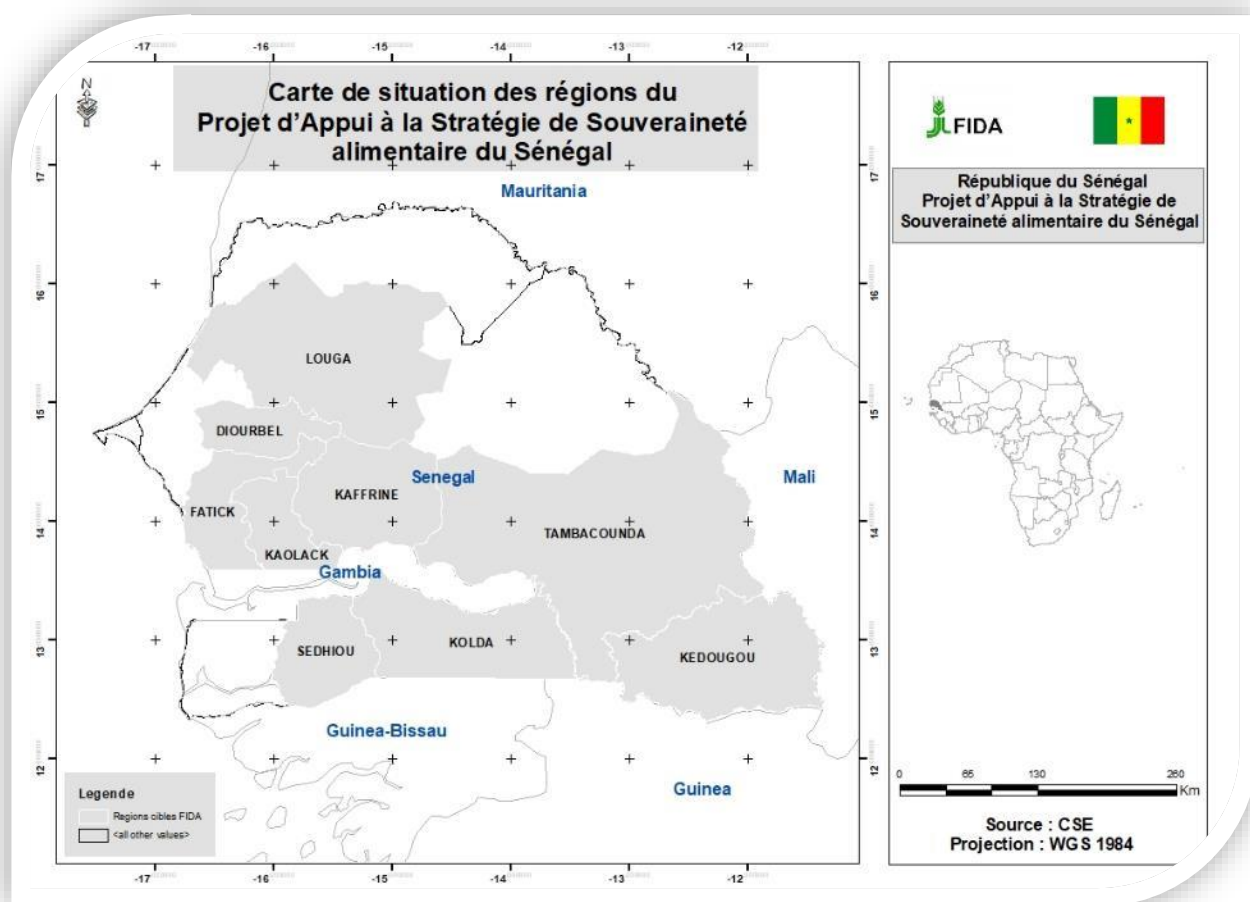 -17 -16 -15 -14 -13 -12
N
Carte de situation des régions du
Projet d'Appui à la Stratégie de Souveraineté
alimentaire du Sénégal
Mauritania
LOUGA
DIOURBEL
Senegal
Mali
KAFFRINE
FATICK
TAMBACOUNDA
KAOLACK
Gambia
SEDHIOU
KOLDA
KEDOUGOU
Guinea-Bissau
Guinea
Legende
Regions cibles FIDA
<all other values>
17
16
15
14
13
12
17
16
15
14
13
12
-17 -16 -15 -14 -13 -12
FIDA
République du Sénégal
Projet d'Appui à la Stratégie de
Souveraineté alimentaire du Sénégal
0 65 130 260
Km
Source : CSE
Projection : WGS 1984